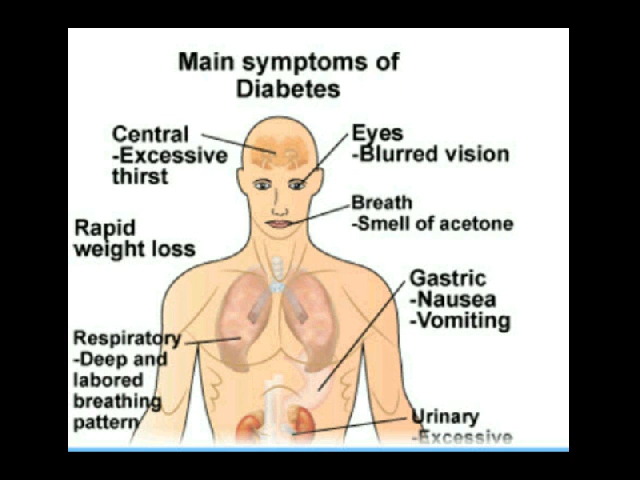 Main symptoms of
Diabetes
Central
-Excessive
thirst
Eyes
-Blurred vision
Breath
-Smell of acetone
Rapid
weight loss
Gastric
-Nausea
-Vomiting
Respiratory
-Deep and
labored
breathing
pattern
Urinary
-Excessive